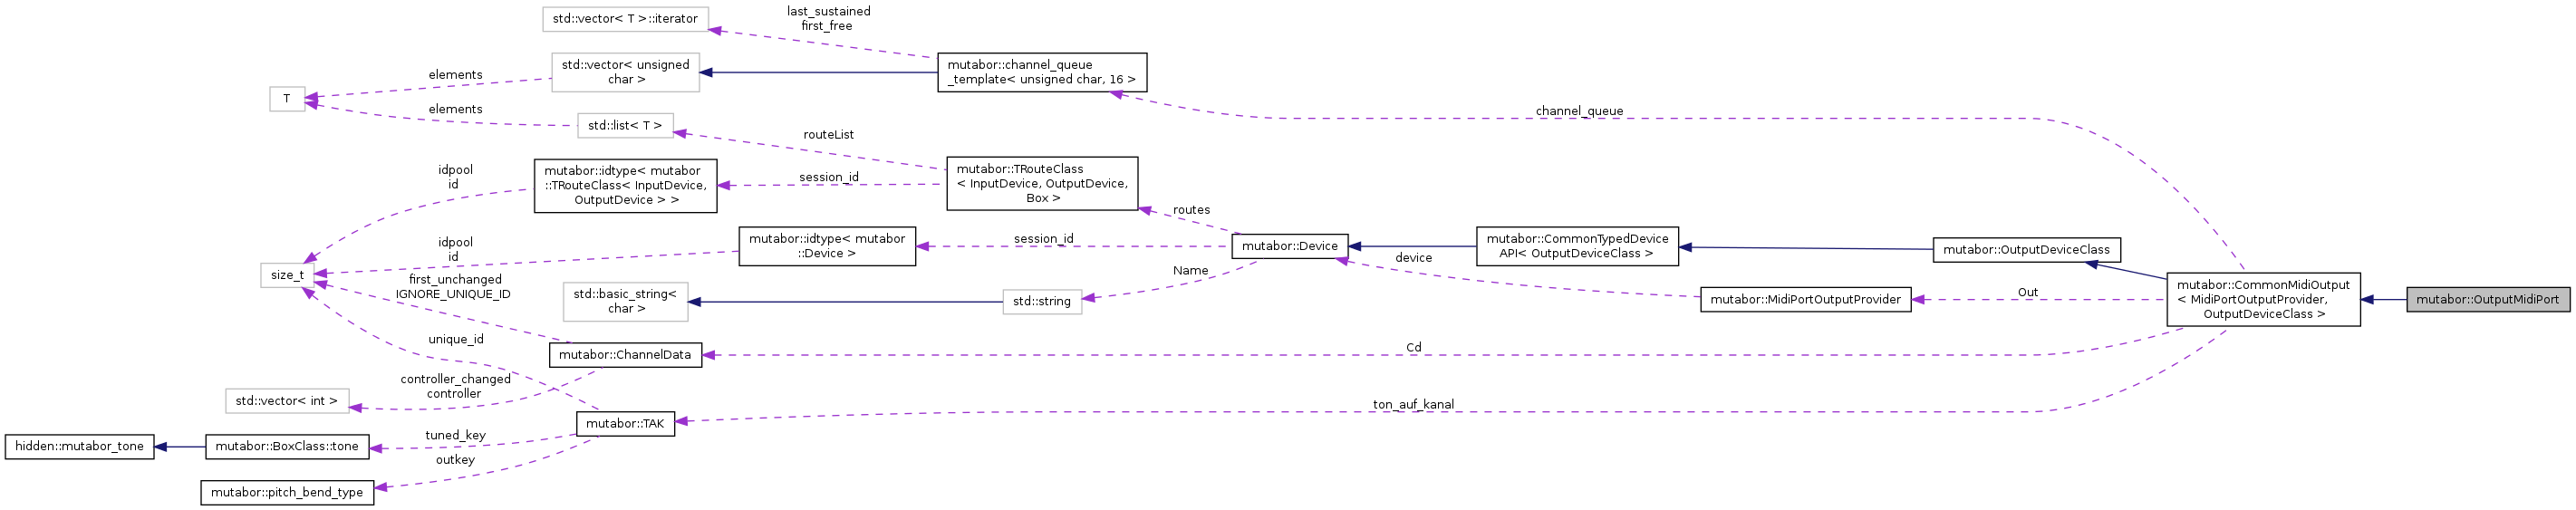 std::vector< T >::iterator
last_sustained
first_free
std::vector< unsigned
char >
elements
mutabor::channel_queue
_template< unsigned char, 16 >
T
elements
std::list< T >
channel_queue
routeList
mutabor::idtype< mutabor
::TRouteClass< InputDevice,
OutputDevice > >
idpool
id
session_id
mutabor::TRouteClass
< InputDevice, OutputDevice,
Box >
routes
mutabor::idtype< mutabor
::Device >
idpool
id
session_id
mutabor::Device
mutabor::CommonTypedDevice
API< OutputDeviceClass >
mutabor::OutputDeviceClass
size_t
first_unchanged
IGNORE_UNIQUE_ID
std::basic_string<
char >
Name
std::string
device
mutabor::MidiPortOutputProvider
Out
mutabor::CommonMidiOutput
< MidiPortOutputProvider,
OutputDeviceClass >
mutabor::OutputMidiPort
unique_id
mutabor::ChannelData
Cd
std::vector< int >
controller_changed
controller
mutabor::TAK
ton_auf_kanal
hidden::mutabor_tone
mutabor::BoxClass::tone
tuned_key
outkey
mutabor::pitch_bend_type